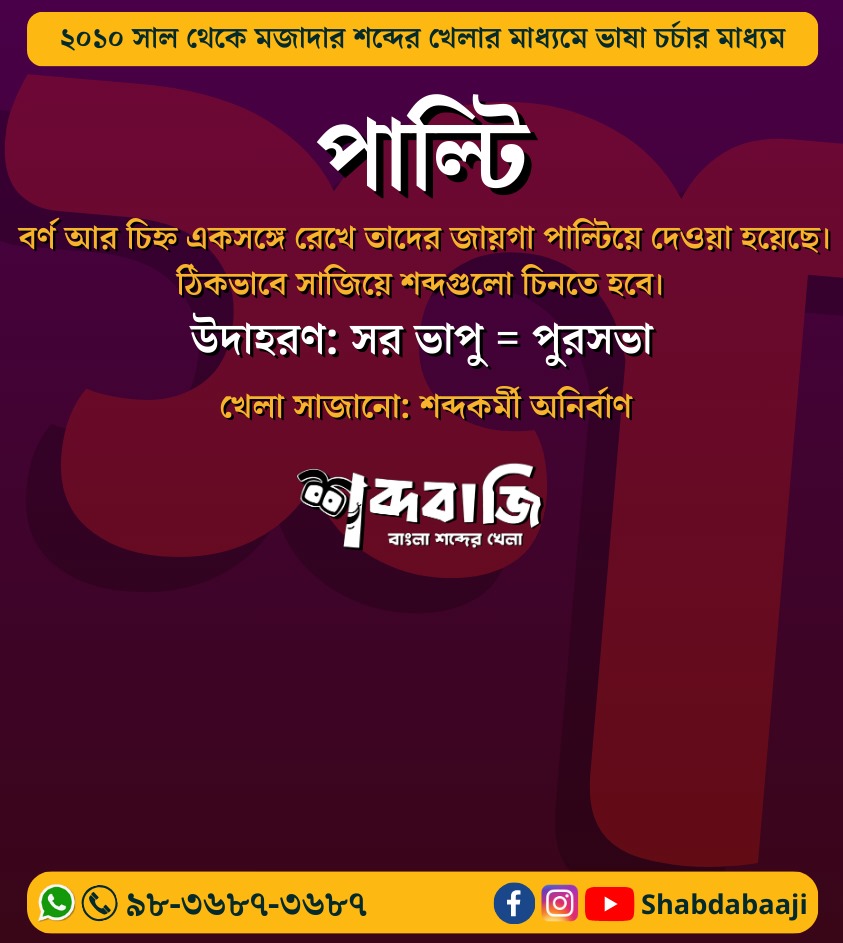 ২০১০ সাল থেকে মজাদার শব্দের খেলার মাধ্যমে ভাষা চর্চার মাধ্যম
পাল্টি
বর্ণ আর চিহ্ন একসঙ্গে রেখে তাদের জায়গা পাল্টিয়ে দেওয়া হয়েছে।
ঠিকভাবে সাজিয়ে শব্দগুলো চিনতে হবে।
উদাহরণ: সর ভাপু = পুরসভা
খেলা সাজানো: শব্দকর্মী অনির্বাণ
শব্দবাজি
বাংলা শব্দের খেলা
৯৮-৩৬৮৭-৩৬৮৭
Shabdabaaji